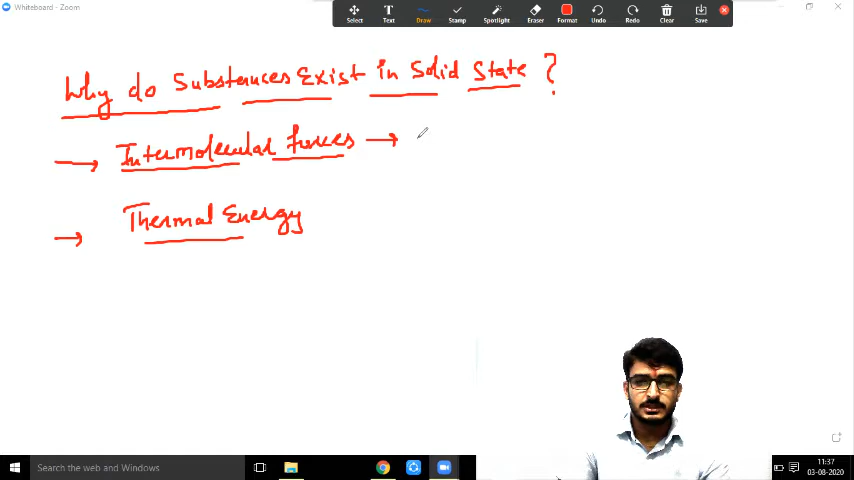 Whiteboard - Zoom
Select Text Draw Stamp Spotlight Eraser Format Undo Redo Clear Save
Why do Substances Exist in Solid State ?
→ Intermolecular forces →
→ Thermal Energy
Search the web and Windows
11:37
03-08-2020